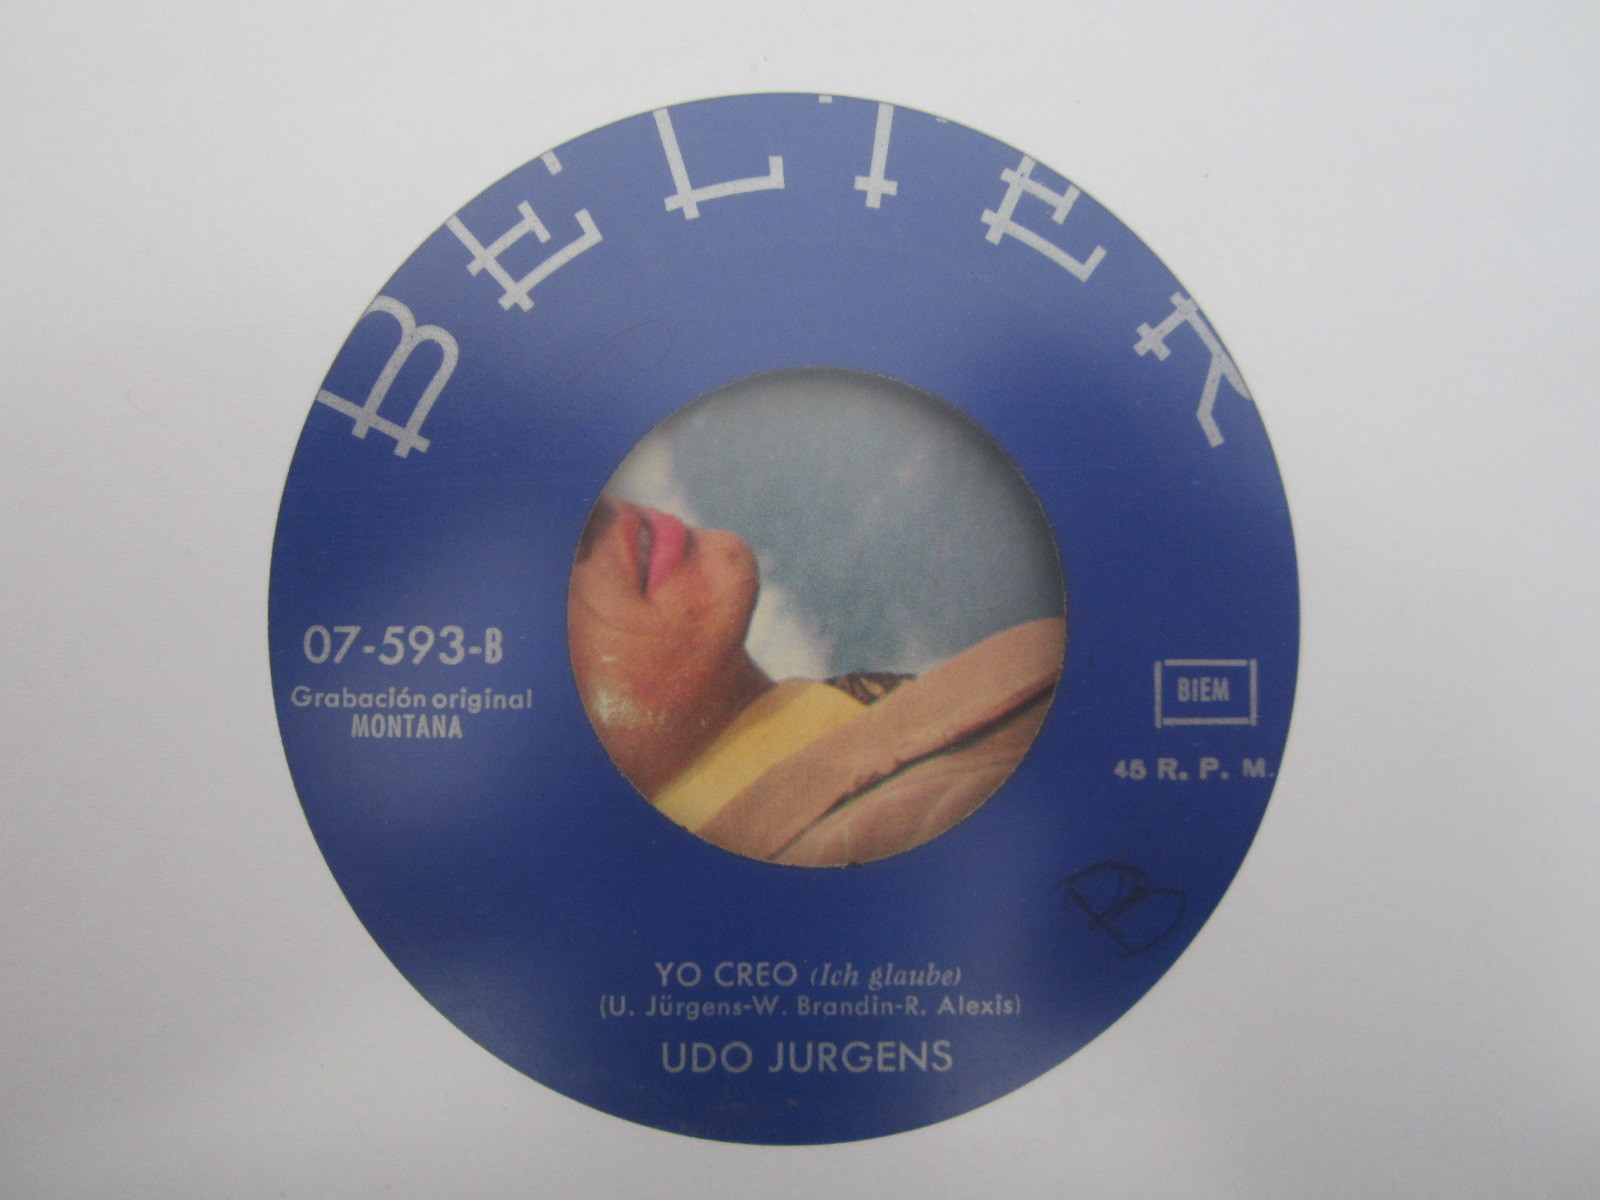 BELTER
07-593-B
Grabación original
MONTANA
BIEM
45 R. P. M.
YO CREO (Ich glaube)
(U. Jürgens-W. Brandin-R. Alexis)
UDO JURGENS